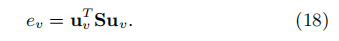 e_v = u_v^T S u_v. (18)